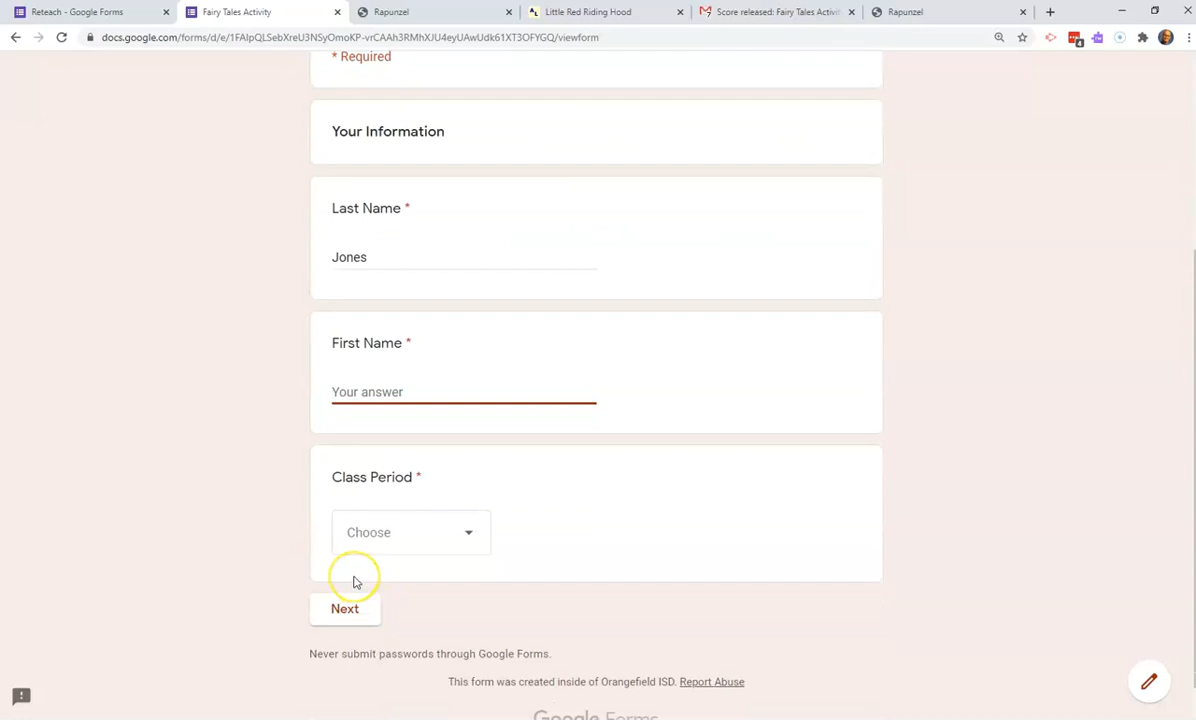 Reteach - Google Forms
Fairy Tales Activity
Rapunzel
Little Red Riding Hood
Score released: Fairy Tales Activi
Rapunzel
docs.google.com/forms/d/e/1FAIpQLSebXreU3NSyOmoKP-vrCAAh3RMhXJU4eyUAwUdk61XT3OFYGQ/viewform
4
* Required
Your Information
Last Name *
Jones
First Name *
Your answer
Class Period *
Choose
Next
Never submit passwords through Google Forms.
This form was created inside of Orangefield ISD. Report Abuse
Google Forms